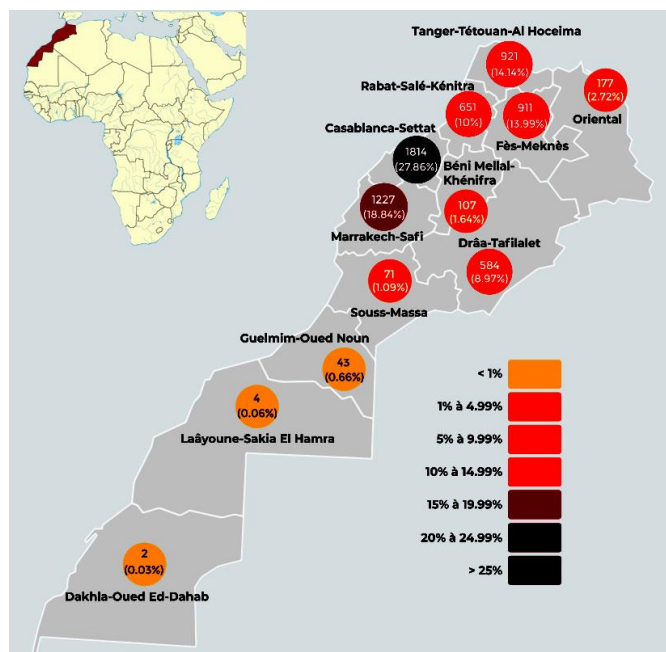 Tanger-Tétouan-Al Hoceima
921
(14.14%)
Rabat-Salé-Kénitra
651
(10%)
911
(13.99%)
Fès-Meknès
177
(2.72%)
Oriental
Casablanca-Settat
1814
(27.86%)
Béni Mellal-
Khénifra
107
(1.64%)
1227
(18.84%)
Marrakech-Safi
Drâa-Tafilalet
584
(8.97%)
71
(1.09%)
Souss-Massa
Guelmim-Oued Noun
43
(0.66%)
4
(0.06%)
Laâyoune-Sakia El Hamra
2
(0.03%)
Dakhla-Oued Ed-Dahab
< 1%
1% à 4.99%
5% à 9.99%
10% à 14.99%
15% à 19.99%
20% à 24.99%
> 25%